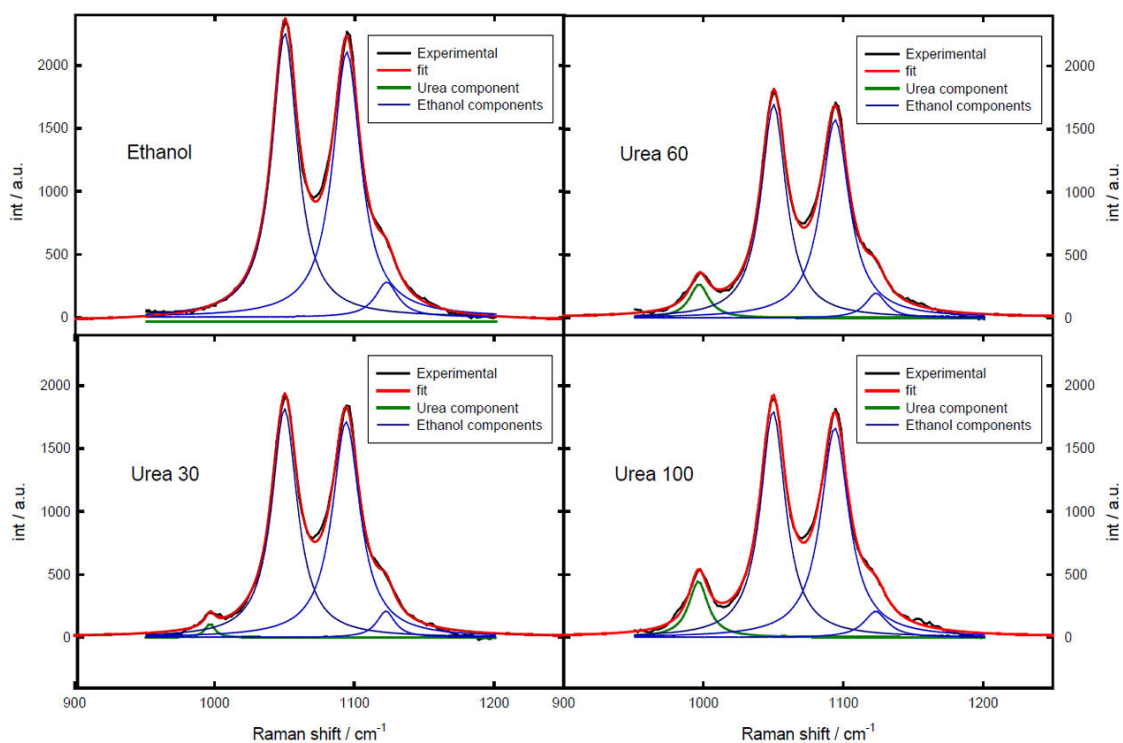 Experimental
fit
Urea component
Ethanol components
Ethanol
int / a.u.
2000
1500
1000
500
0
Experimental
fit
Urea component
Ethanol components
Urea 60
int / a.u.
2000
1500
1000
500
0
Experimental
fit
Urea component
Ethanol components
Urea 30
int / a.u.
2000
1500
1000
500
0
900 1000 1100 1200
Raman shift / cm-1
Experimental
fit
Urea component
Ethanol components
Urea 100
int / a.u.
2000
1500
1000
500
0
900 1000 1100 1200
Raman shift / cm-1